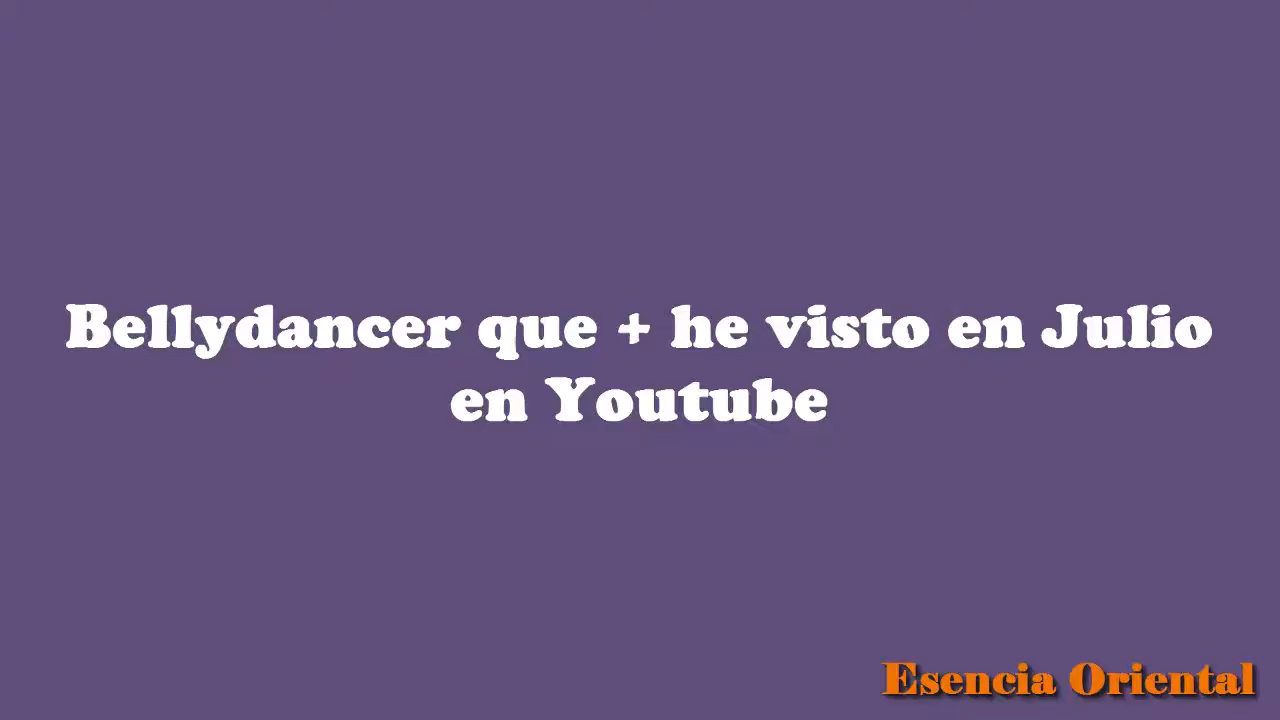 Bellydancer que + he visto en Julio
en Youtube
Esencia Oriental